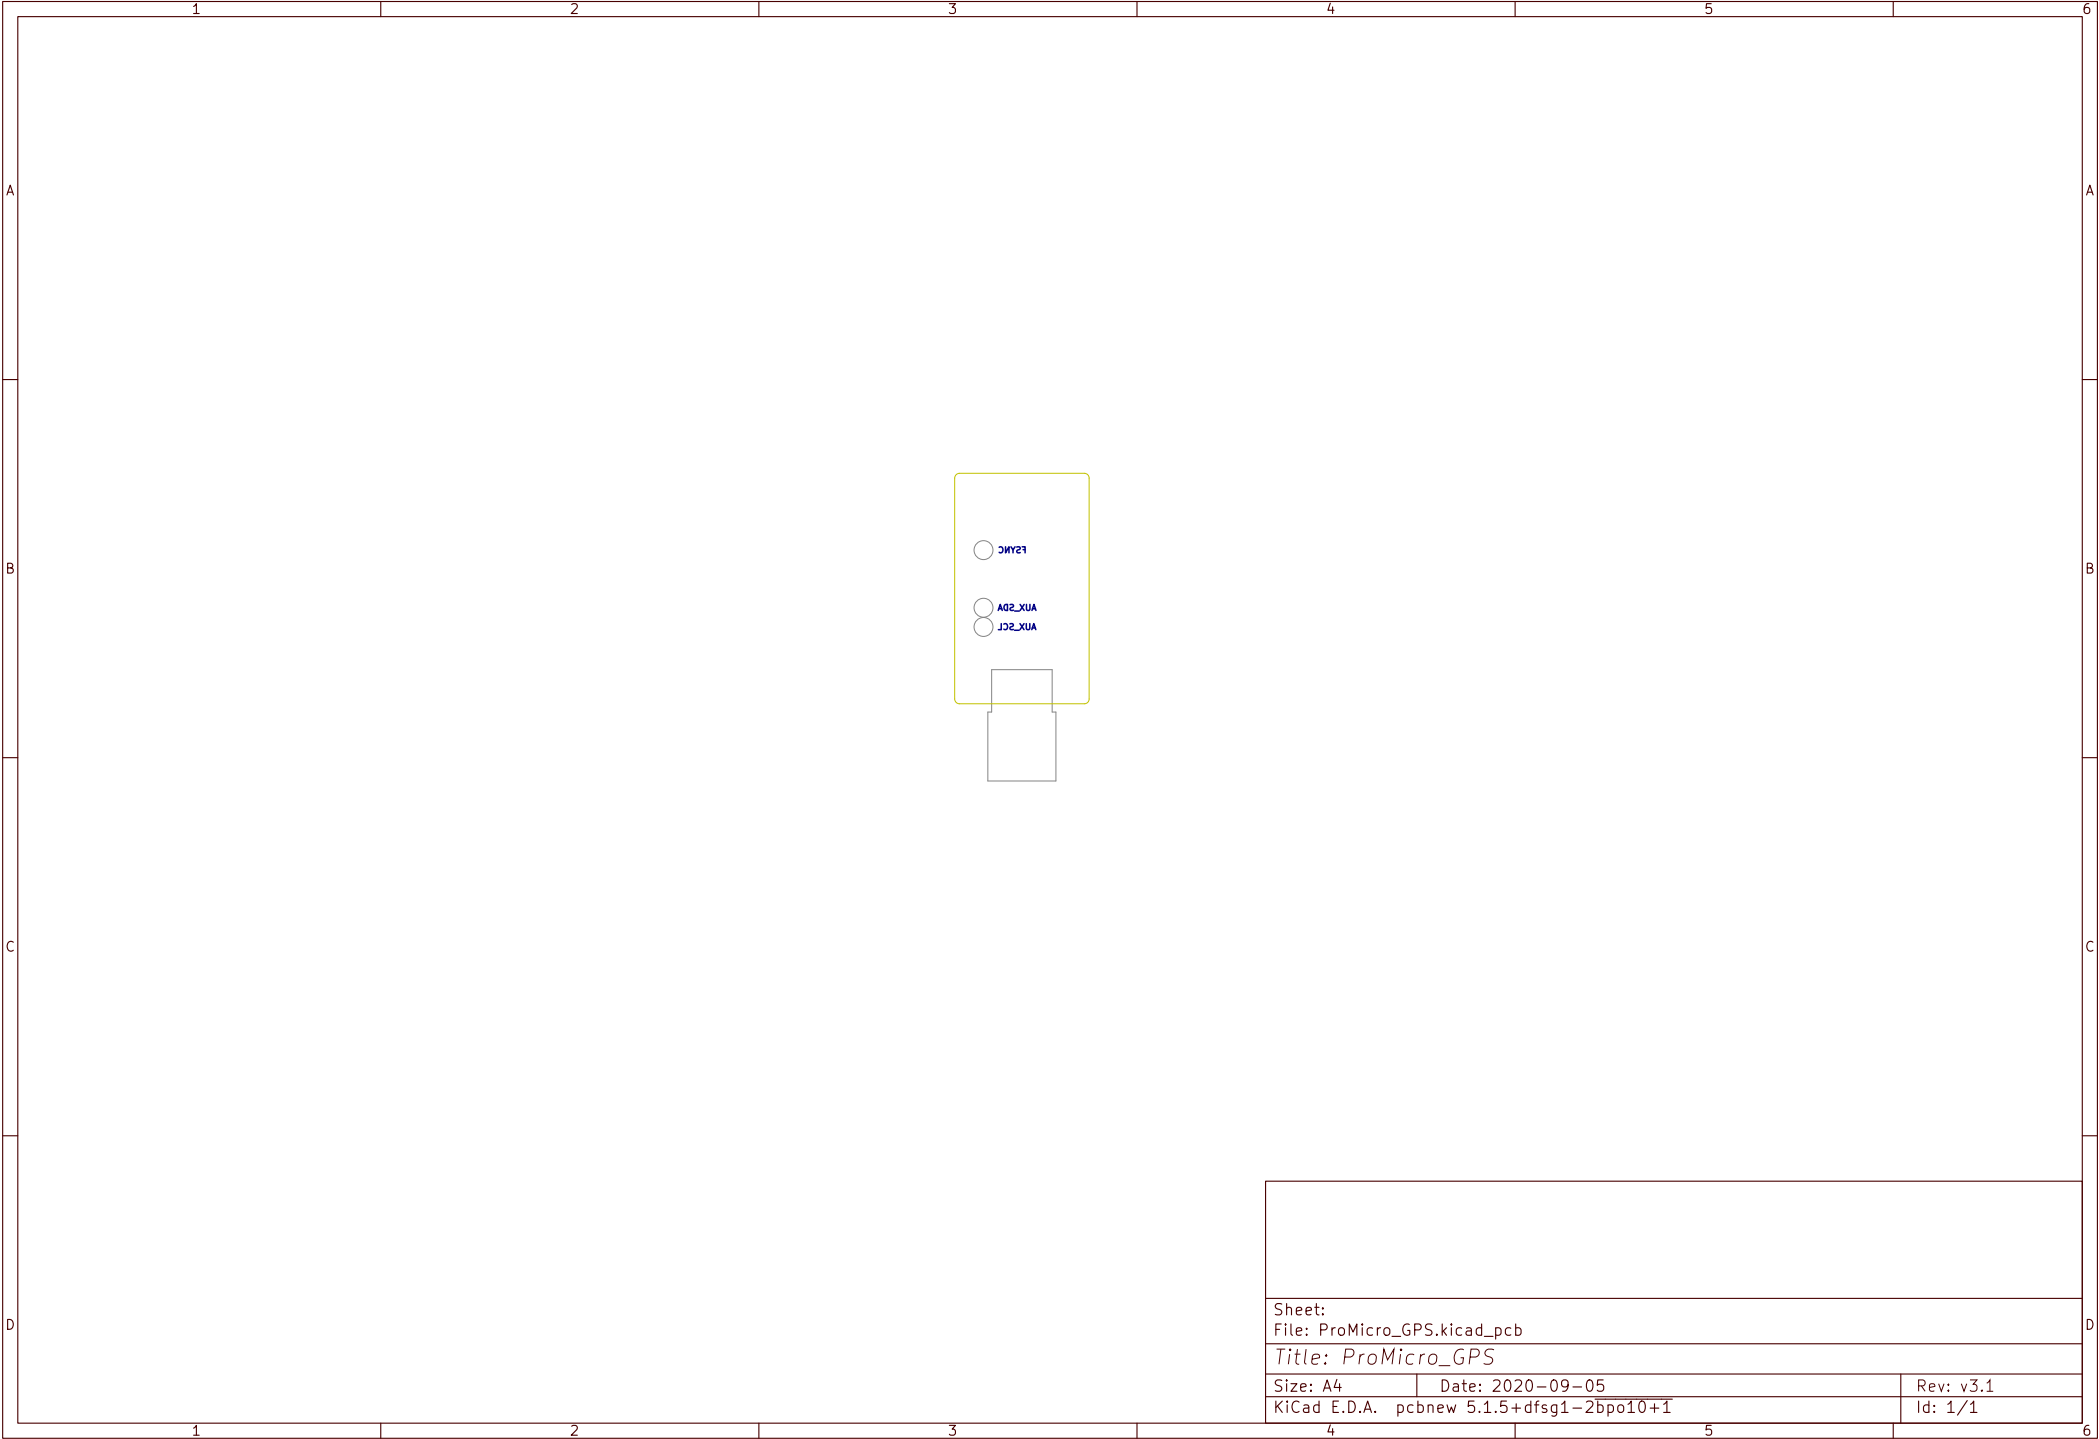 1 2 3 4 5 6
A A
FSYNC
B B
AUX_SDA
AUX_SCL
C C
Sheet:
File: ProMicro_GPS.kicad_pcb
D D
Title: ProMicro_GPS
Size: A4 Date: 2020-09-05 Rev: v3.1
KiCad E.D.A. pcbnew 5.1.5+dfsg1-2bpo10+1 Id: 1/1
1 2 3 4 5 6